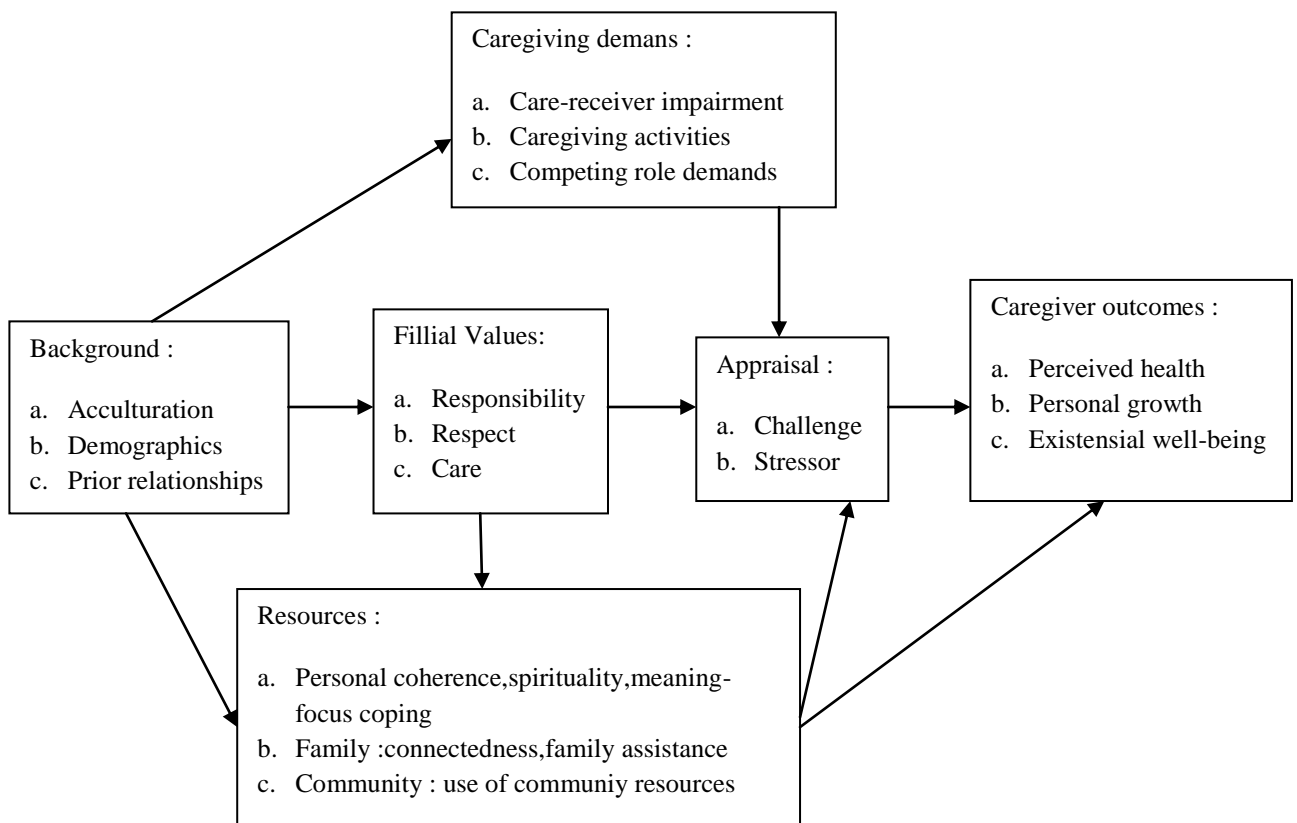 Caregiving demans :
a. Care-receiver impairment
b. Caregiving activities
c. Competing role demands
Background :
a. Acculturation
b. Demographics
c. Prior relationships
Fillial Values:
a. Responsibility
b. Respect
c. Care
Appraisal :
a. Challenge
b. Stressor
Caregiver outcomes :
a. Perceived health
b. Personal growth
c. Existensial well-being
Resources :
a. Personal coherence,spirituality,meaning-
focus coping
b. Family :connectedness,family assistance
c. Community : use of communiy resources